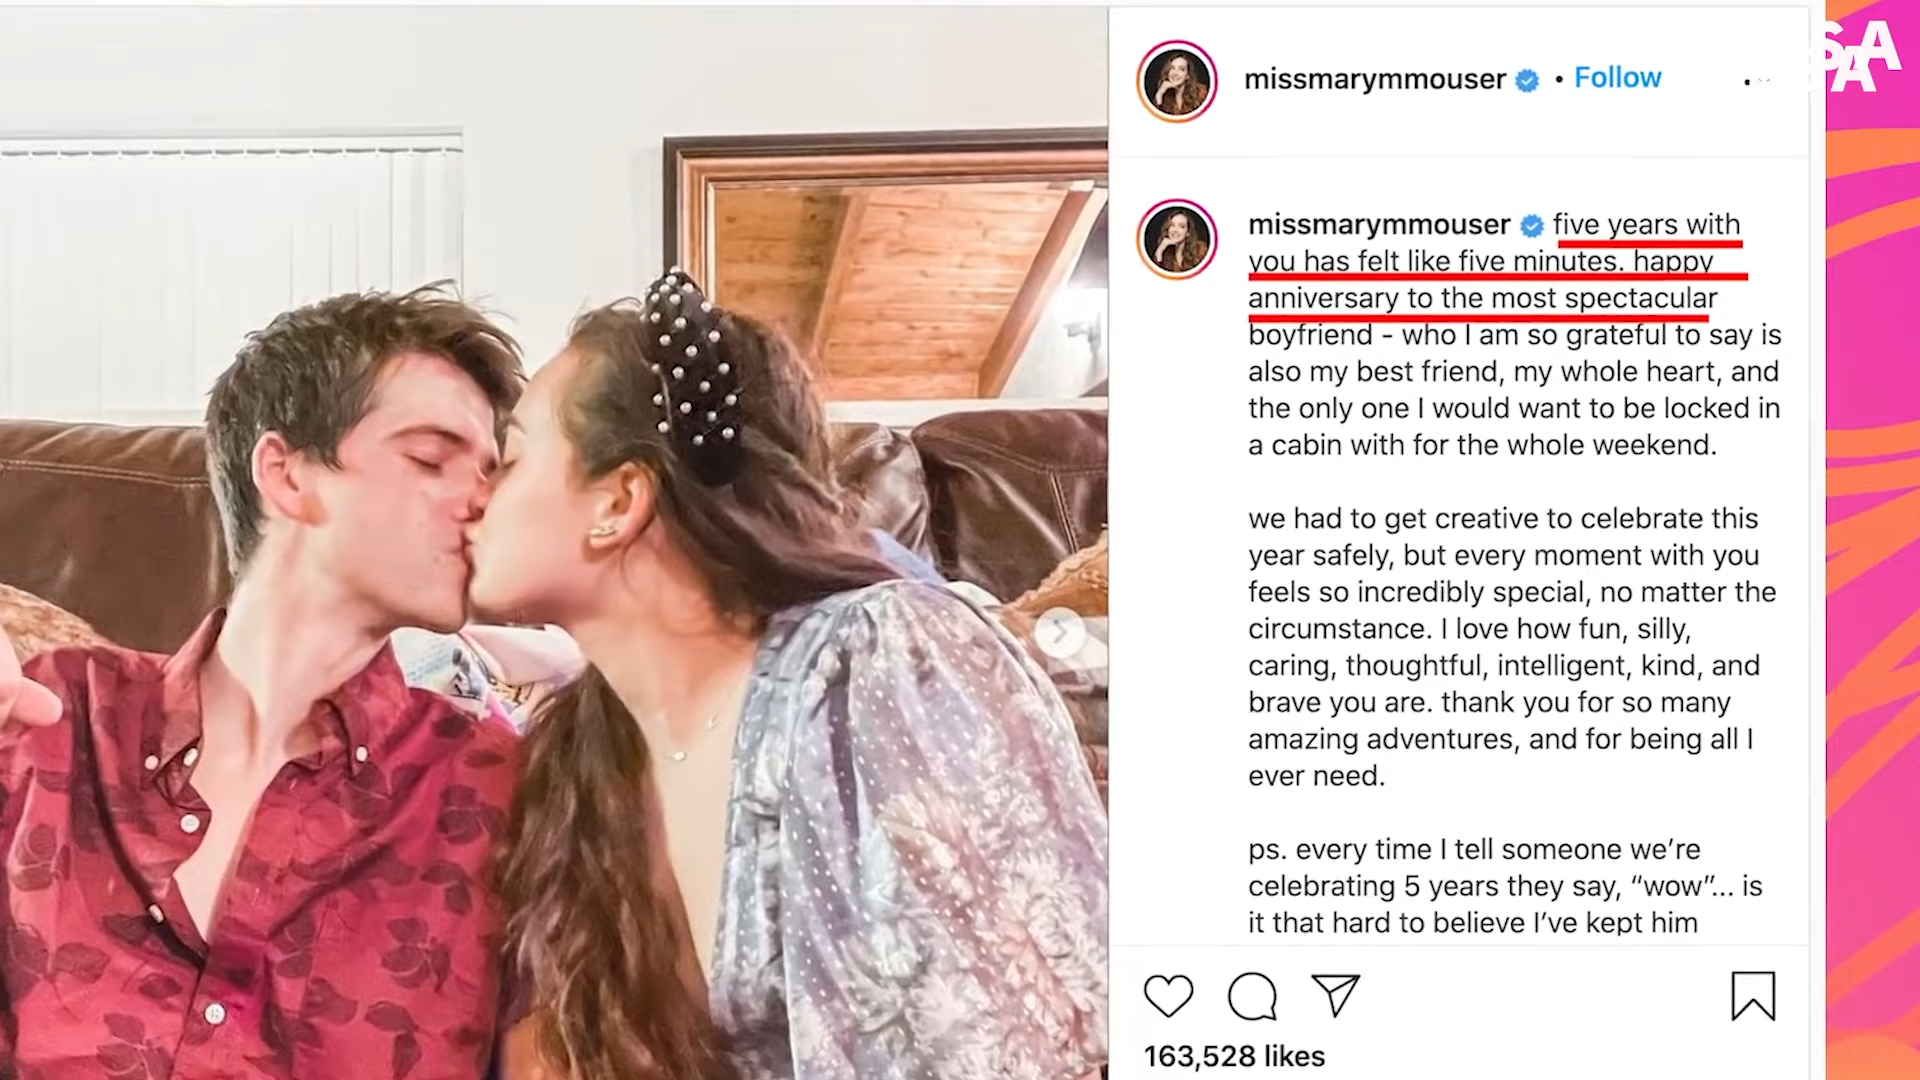 missmarymmouser • Follow
SA
A
missmarymmouser five years with
you has felt like five minutes. happy
anniversary to the most spectacular
boyfriend - who I am so grateful to say is
also my best friend, my whole heart, and
the only one I would want to be locked in
a cabin with for the whole weekend.
we had to get creative to celebrate this
year safely, but every moment with you
feels so incredibly special, no matter the
circumstance. I love how fun, silly,
caring, thoughtful, intelligent, kind, and
brave you are. thank you for so many
amazing adventures, and for being all I
ever need.
ps. every time I tell someone we’re
celebrating 5 years they say, “wow”... is
it that hard to believe I’ve kept him
163,528 likes